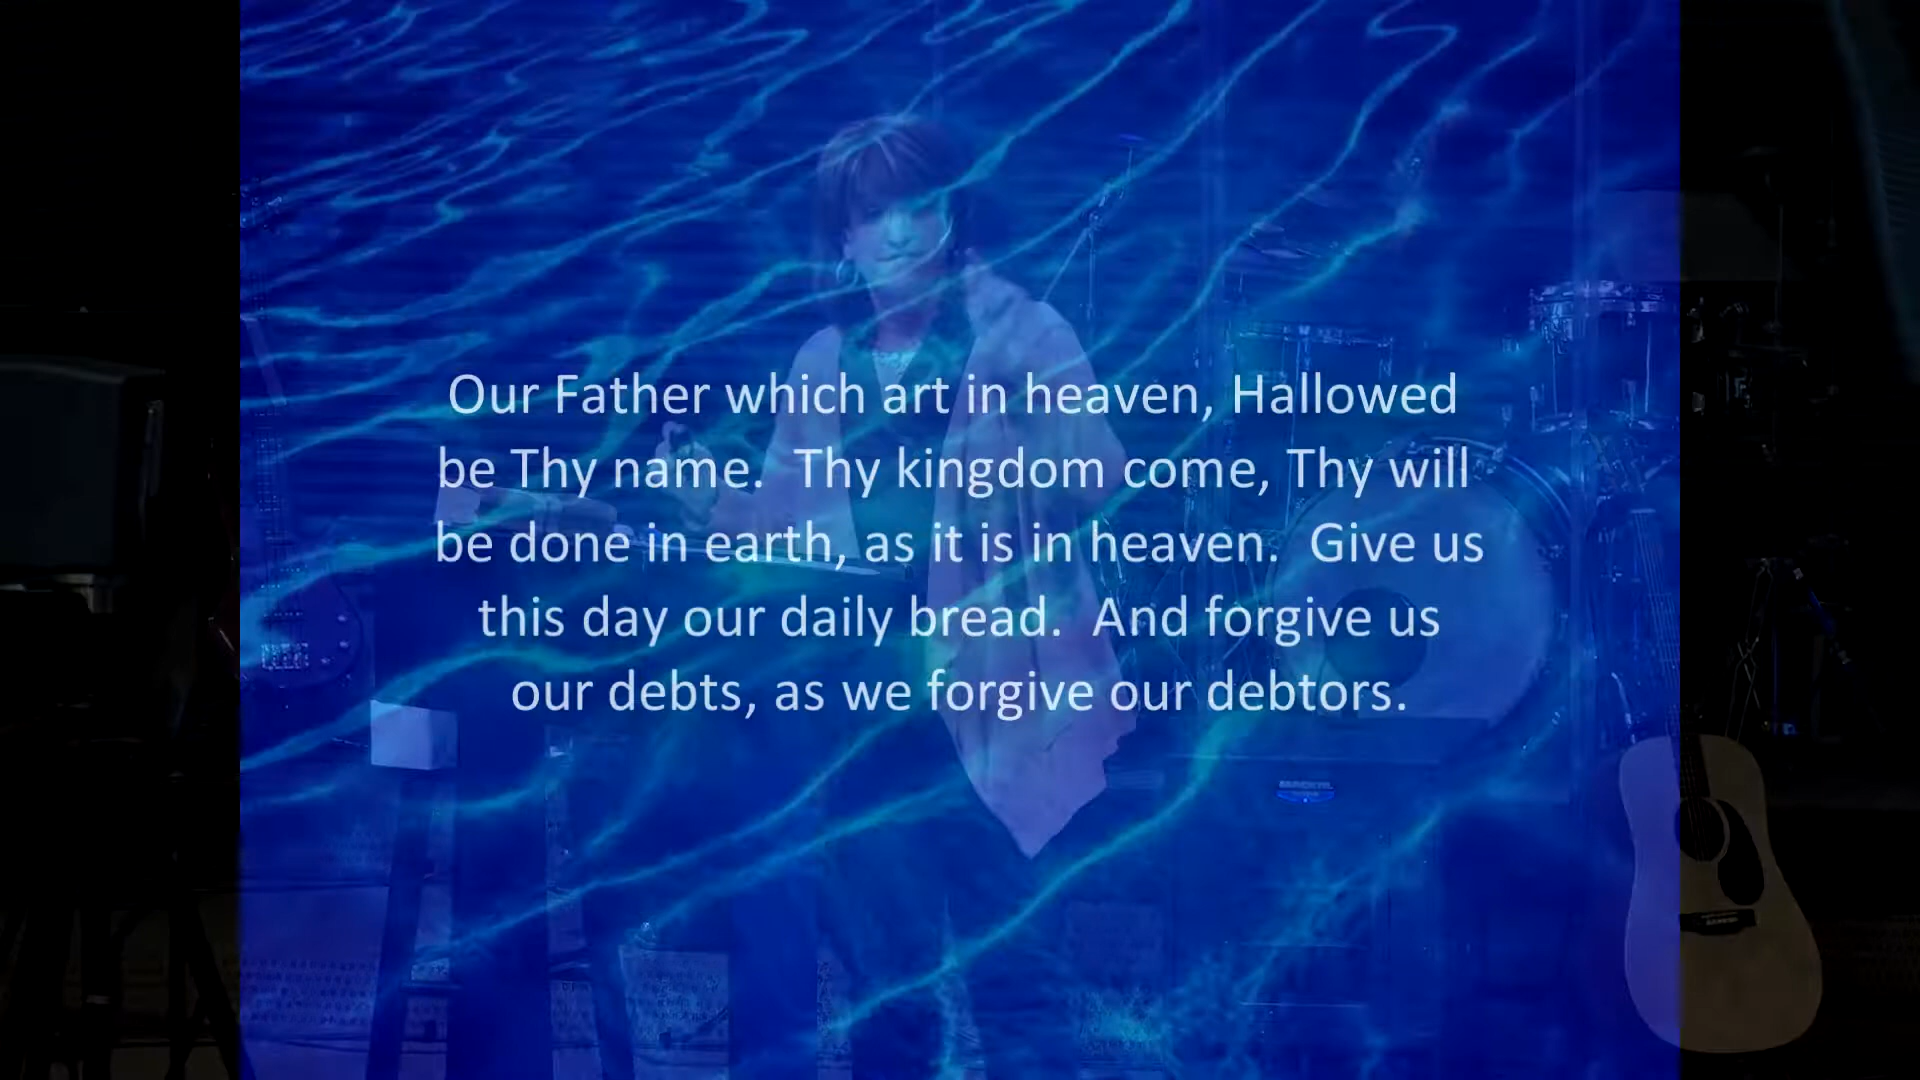 Our Father which art in heaven, Hallowed
be Thy name.  Thy kingdom come, Thy will
be done in earth, as it is in heaven.  Give us
this day our daily bread.  And forgive us
our debts, as we forgive our debtors.